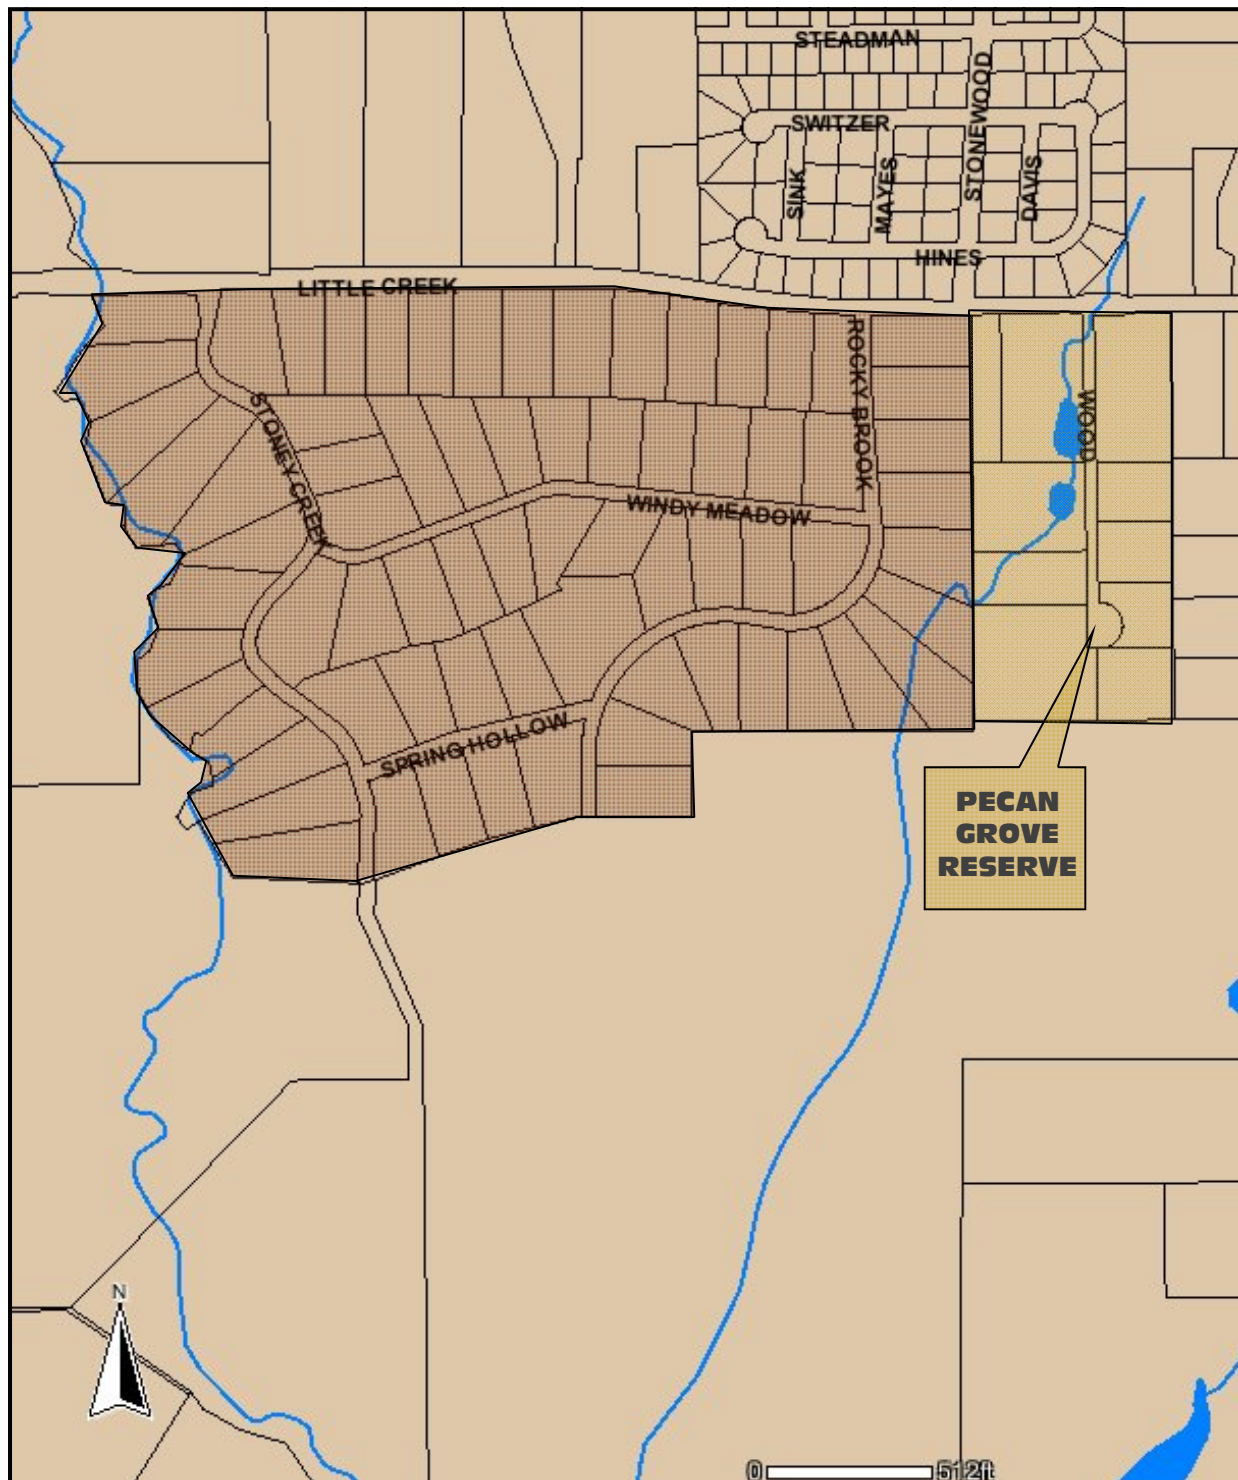 STEADMAN
STONEWOOD
SWITZER
SINK
MAYES
DAVIS
HINES
LITTLE CREEK
ROCKY BROOK
WOOD
STONEY CREEK
WINDY MEADOW
SPRING HOLLOW
PECAN
GROVE
RESERVE
N
0 512ft